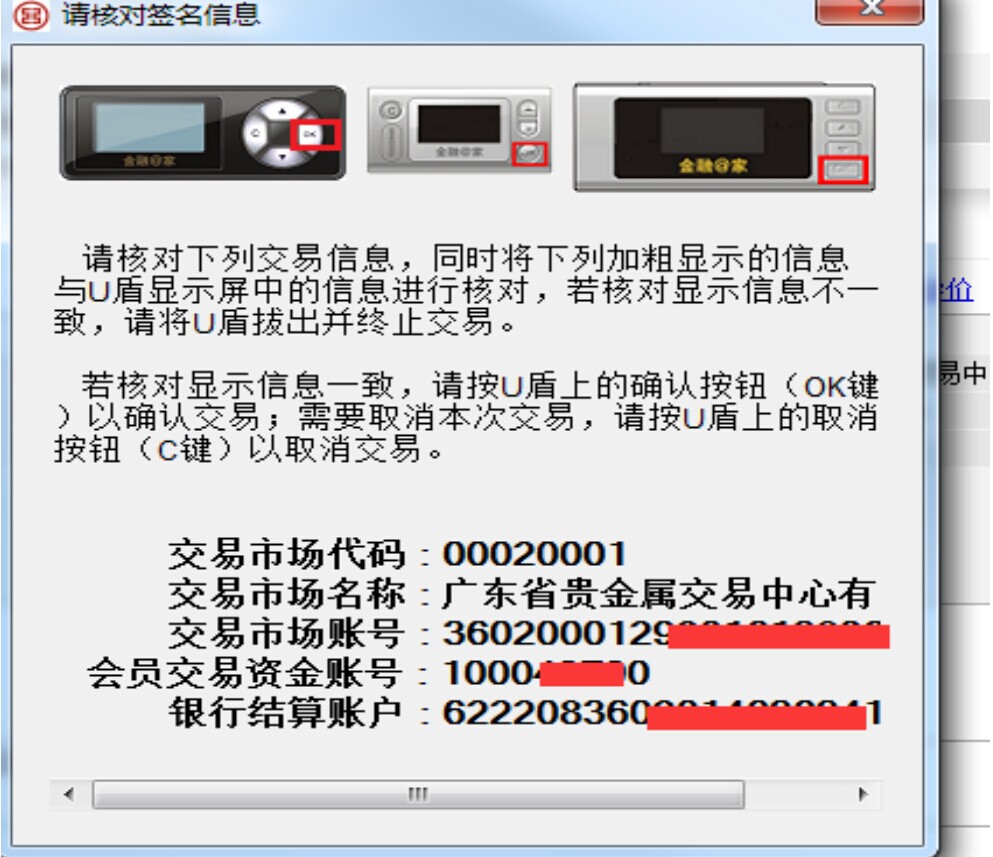 请核对签名信息
金融@家
金融@家
金融@家
请核对下列交易信息，同时将下列加粗显示的信息
与U盾显示屏中的信息进行核对，若核对显示信息不一
致，请将U盾拔出并终止交易。
若核对显示信息一致，请按U盾上的确认按钮（OK键
）以确认交易；需要取消本次交易，请按U盾上的取消
按钮（C键）以取消交易。
交易市场代码：00020001
交易市场名称：广东省贵金属交易中心有
交易市场账号：3602000129
会员交易资金账号：1000 0
银行结算账户：622208360 1
价
易中